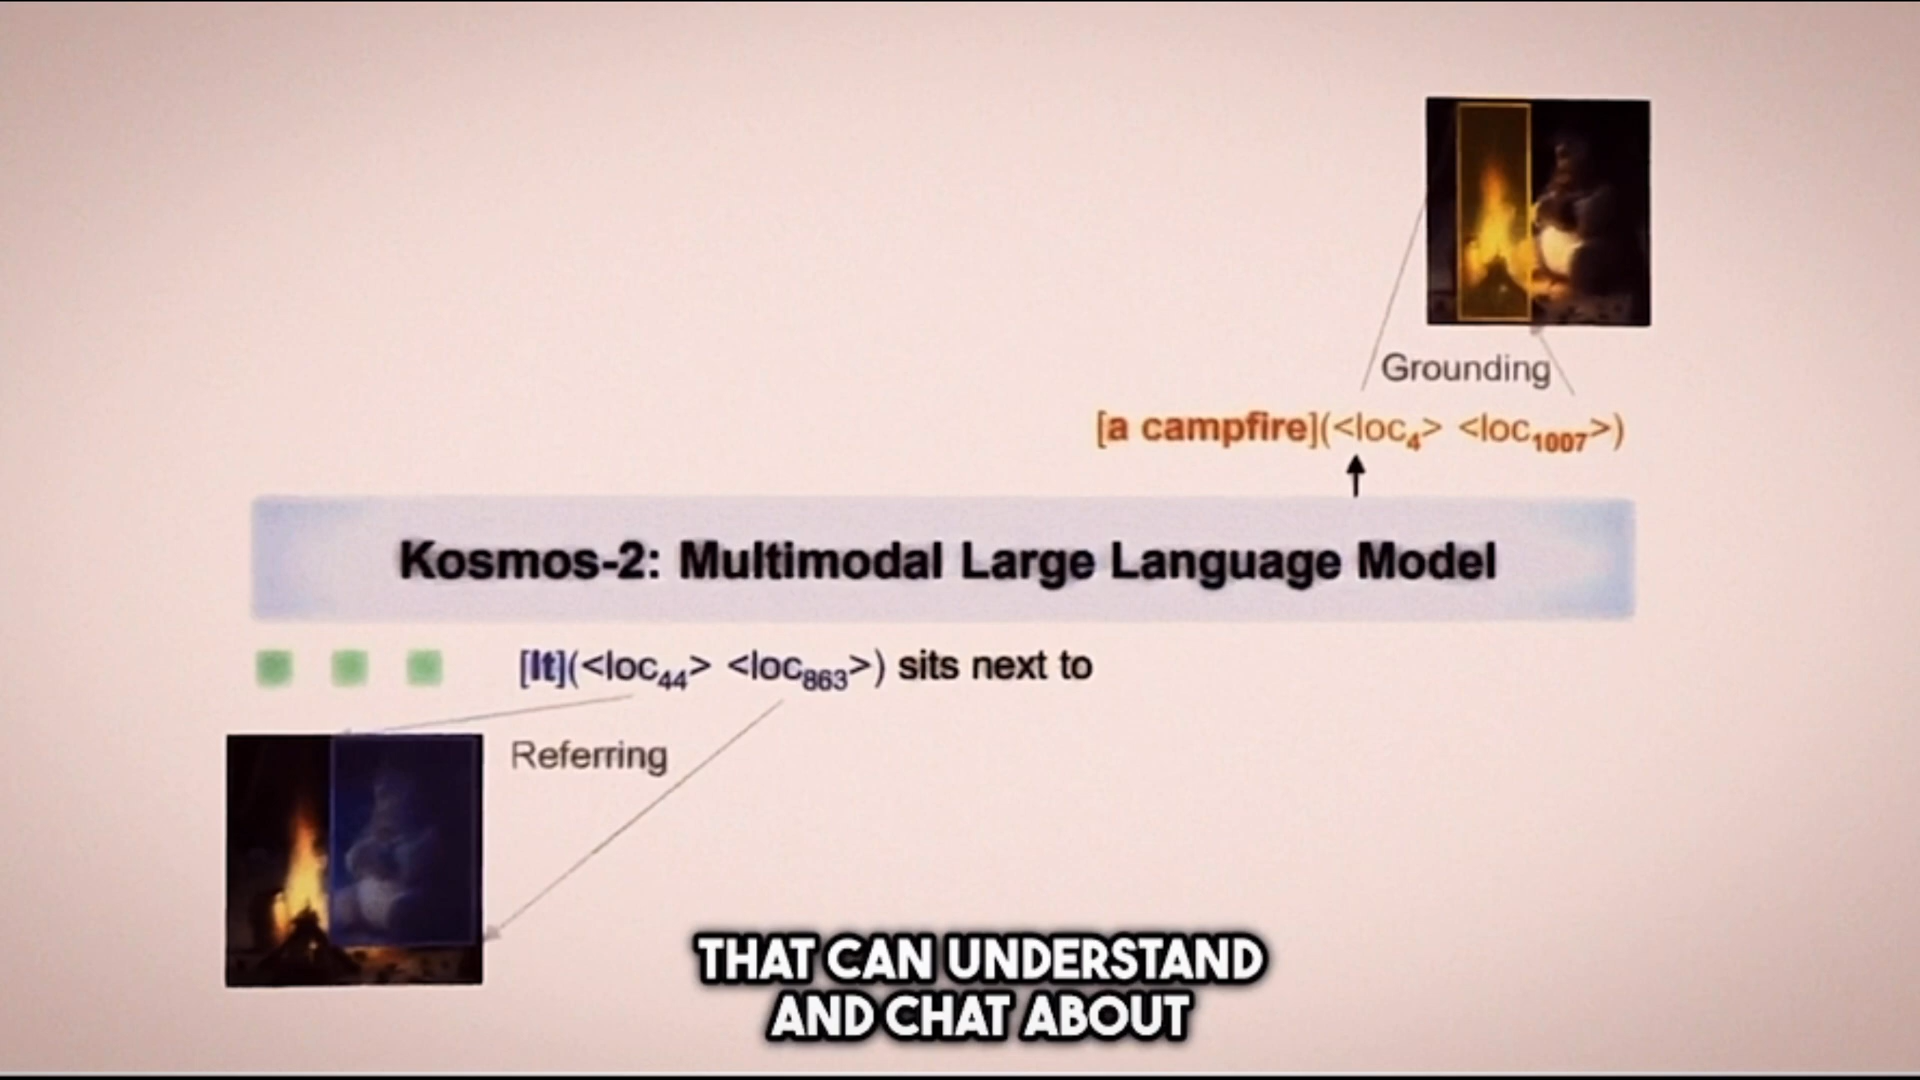 Grounding
[a campfire](<loc₄> <loc₁₀₀₇>)
Kosmos-2: Multimodal Large Language Model
[It](<loc₄₄> <loc₈₆₃>) sits next to
Referring
THAT CAN UNDERSTAND
AND CHAT ABOUT